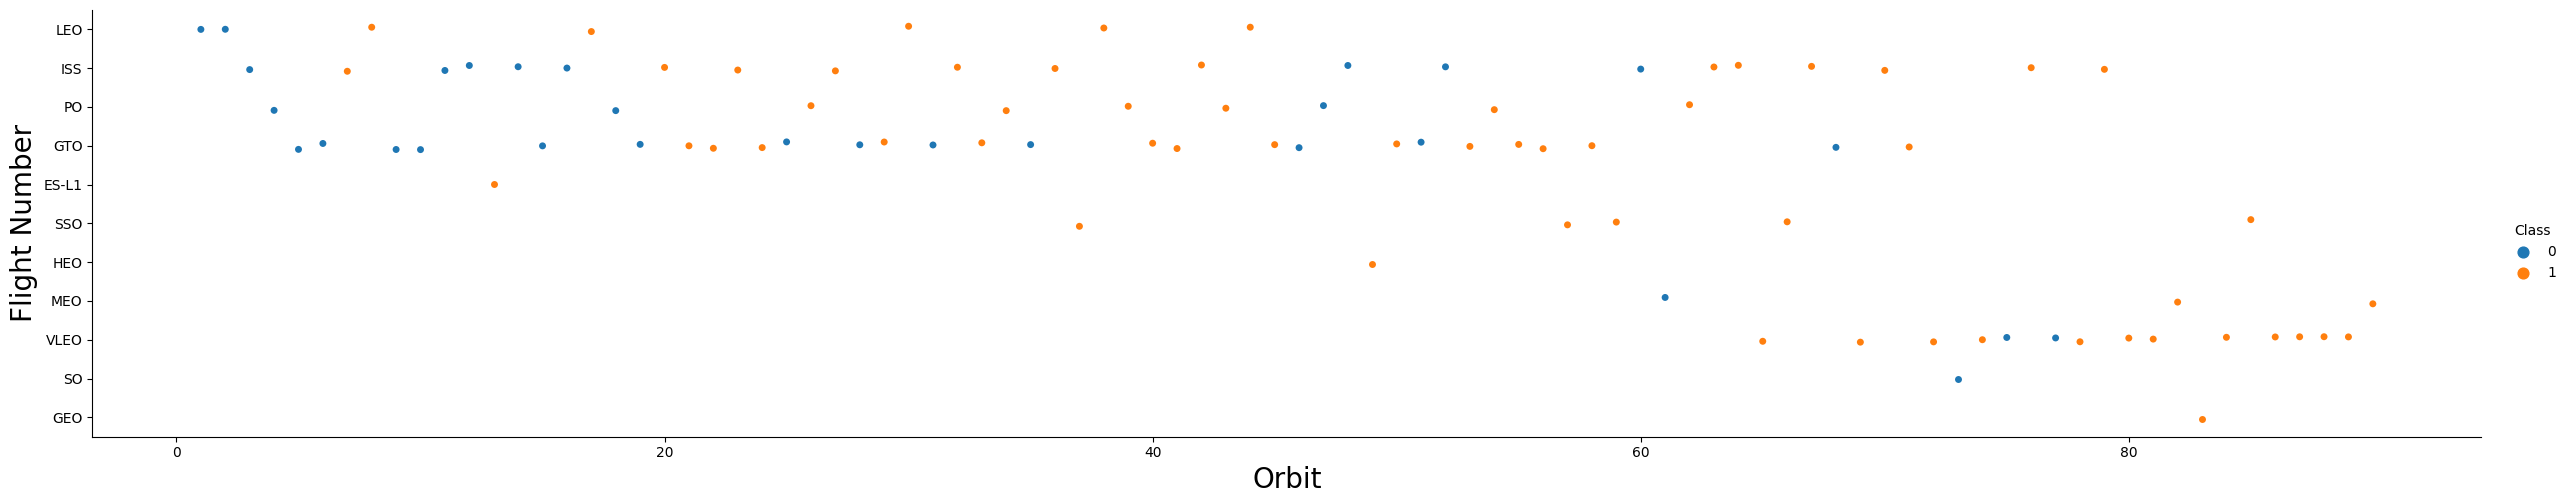 Flight Number
LEO
ISS
PO
GTO
ES-L1
SSO
HEO
MEO
VLEO
SO
GEO
0 20 40 60 80
Orbit
Class
0
1